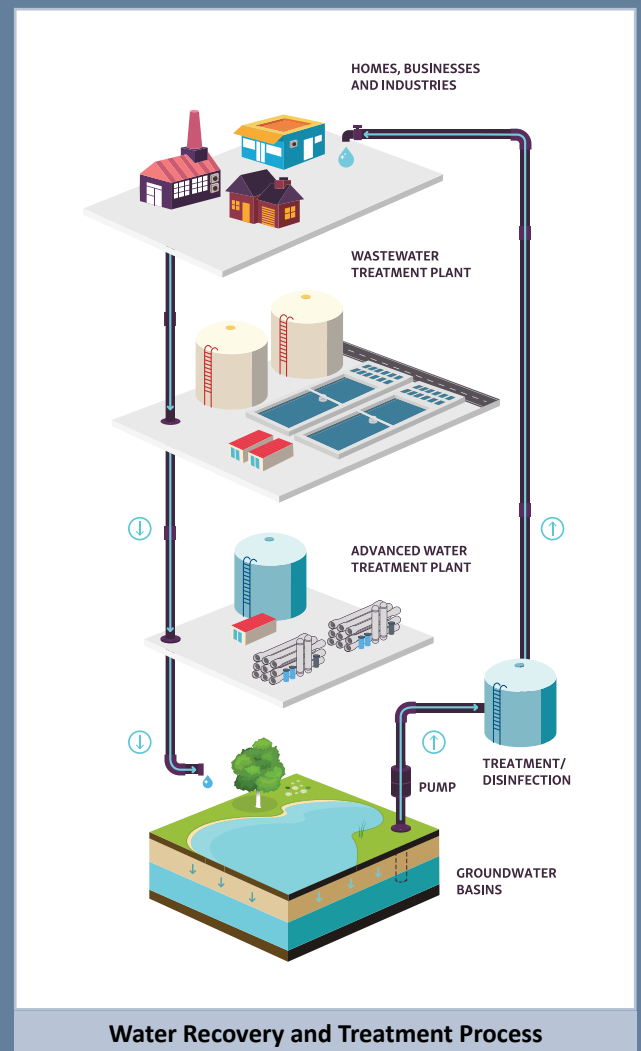 HOMES, BUSINESSES
AND INDUSTRIES
WASTEWATER
TREATMENT PLANT
ADVANCED WATER
TREATMENT PLANT
TREATMENT/
DISINFECTION
PUMP
GROUNDWATER
BASINS
Water Recovery and Treatment Process